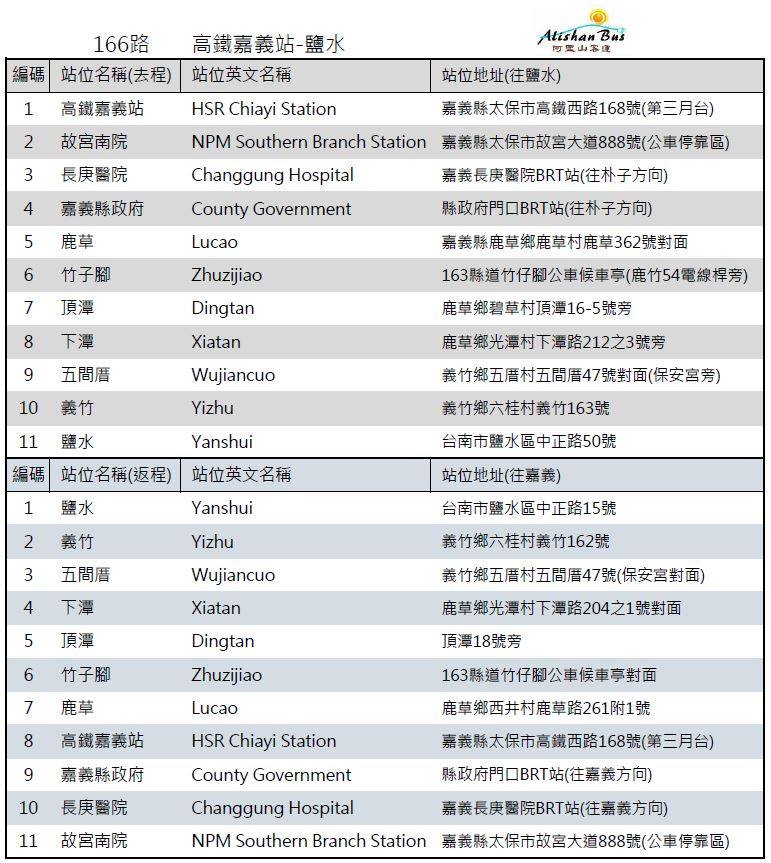 166路 高鐵嘉義站-鹽水
Alishan Bus
阿里山客運
編碼 站位名稱(去程) 站位英文名稱 站位地址(往鹽水)
1 高鐵嘉義站 HSR Chiayi Station 嘉義縣太保市高鐵西路168號(第三月台)
2 故宮南院 NPM Southern Branch Station 嘉義縣太保市故宮大道888號(公車停靠區)
3 長庚醫院 Changgung Hospital 嘉義長庚醫院BRT站(往朴子方向)
4 嘉義縣政府 County Government 縣政府門口BRT站(往朴子方向)
5 鹿草 Lucao 嘉義縣鹿草鄉鹿草村鹿草362號對面
6 竹子腳 Zhuzijiao 163縣道竹仔腳公車候車亭(鹿竹54電線桿旁)
7 頂潭 Dingtan 鹿草鄉碧草村頂潭16-5號旁
8 下潭 Xiatan 鹿草鄉光潭村下潭路212之3號旁
9 五間厝 Wujiancuo 義竹鄉五厝村五間厝47號對面(保安宮旁)
10 義竹 Yizhu 義竹鄉六桂村義竹163號
11 鹽水 Yanshui 台南市鹽水區中正路50號
編碼 站位名稱(返程) 站位英文名稱 站位地址(往嘉義)
1 鹽水 Yanshui 台南市鹽水區中正路15號
2 義竹 Yizhu 義竹鄉六桂村義竹162號
3 五間厝 Wujiancuo 義竹鄉五厝村五間厝47號(保安宮對面)
4 下潭 Xiatan 鹿草鄉光潭村下潭路204之1號對面
5 頂潭 Dingtan 頂潭18號旁
6 竹子腳 Zhuzijiao 163縣道竹仔腳公車候車亭對面
7 鹿草 Lucao 鹿草鄉西井村鹿草路261附1號
8 高鐵嘉義站 HSR Chiayi Station 嘉義縣太保市高鐵西路168號(第三月台)
9 嘉義縣政府 County Government 縣政府門口BRT站(往嘉義方向)
10 長庚醫院 Changgung Hospital 嘉義長庚醫院BRT站(往嘉義方向)
11 故宮南院 NPM Southern Branch Station 嘉義縣太保市故宮大道888號(公車停靠區)